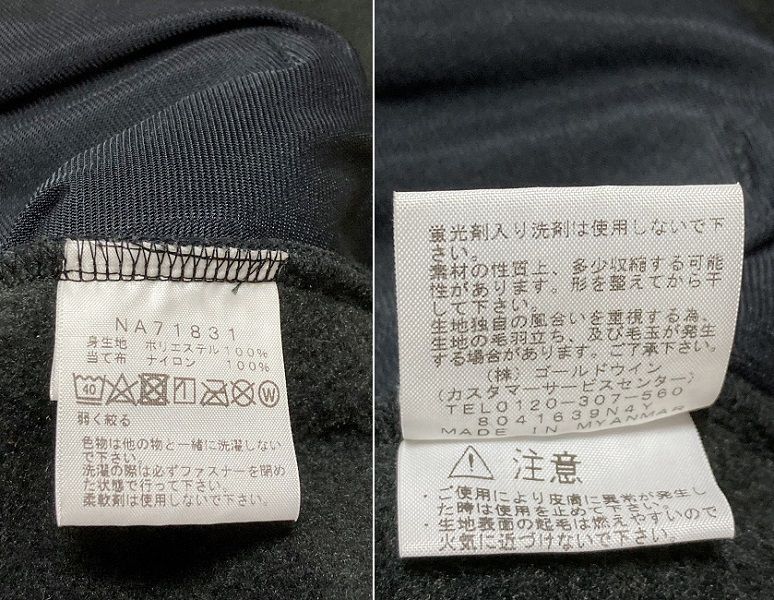 NA71831
身生地 ポリエステル100%
当て布 ナイロン 100%
40
W
弱く絞る
色物は他の物と一緒に洗濯しない
で下さい。
洗濯の際は必ずファスナーを閉め
た状態で行って下さい。
柔軟剤は使用しないで下さい。
蛍光剤入り洗剤は使用しないで下
さい。
素材の性質上、多少収縮する可能
性があります。形を整えてから干
して下さい。
生地独自の風合いを重視する為、
生地の毛羽立ち、及び毛玉が発生
する場合があります。ご了承下さい。
(株) ゴールドウイン
(カスタマーサービスセンター)
TEL0120-307-560
8041639N4Y
MADE IN MYANMAR
注意
・ご使用により皮膚に異常が発生し
た時は使用を止めて下さい。
・生地表面の起毛は燃えやすいので
火気に近づけないで下さい。